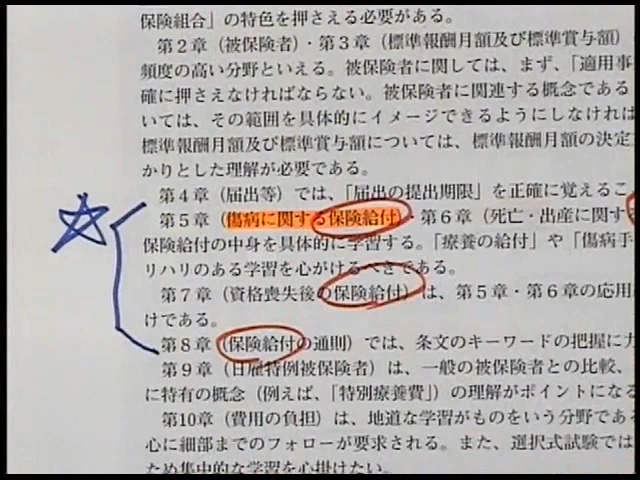 保険組合」の特色を押さえる必要がある。
第2章（被保険者）・第3章（標準報酬月額及び標準賞与額）
頻度の高い分野といえる。被保険者に関しては、まず、「適用事
確に押さえなければならない。被保険者に関連する概念である
いては、その範囲を具体的にイメージできるようにしなければ
標準報酬月額及び標準賞与額については、標準報酬月額の決定
かりとした理解が必要である。
第4章（届出等）では、「届出の提出期限」を正確に覚えるこ
第5章（傷病に関する保険給付）・第6章（死亡・出産に関す
保険給付の中身を具体的に学習する。「療養の給付」や「傷病手
リハリのある学習を心がけるべきである。
第7章（資格喪失後の保険給付）は、第5章・第6章の応用
けである。
第8章（保険給付の通則）では、条文のキーワードの把握に力
第9章（日雇特例被保険者）は、一般の被保険者との比較、
に特有の概念（例えば、「特別療養費」）の理解がポイントになる
第10章（費用の負担）は、地道な学習がものをいう分野である
心に細部までのフォローが要求される。また、選択式試験では
ため集中的な学習を心掛けたい。